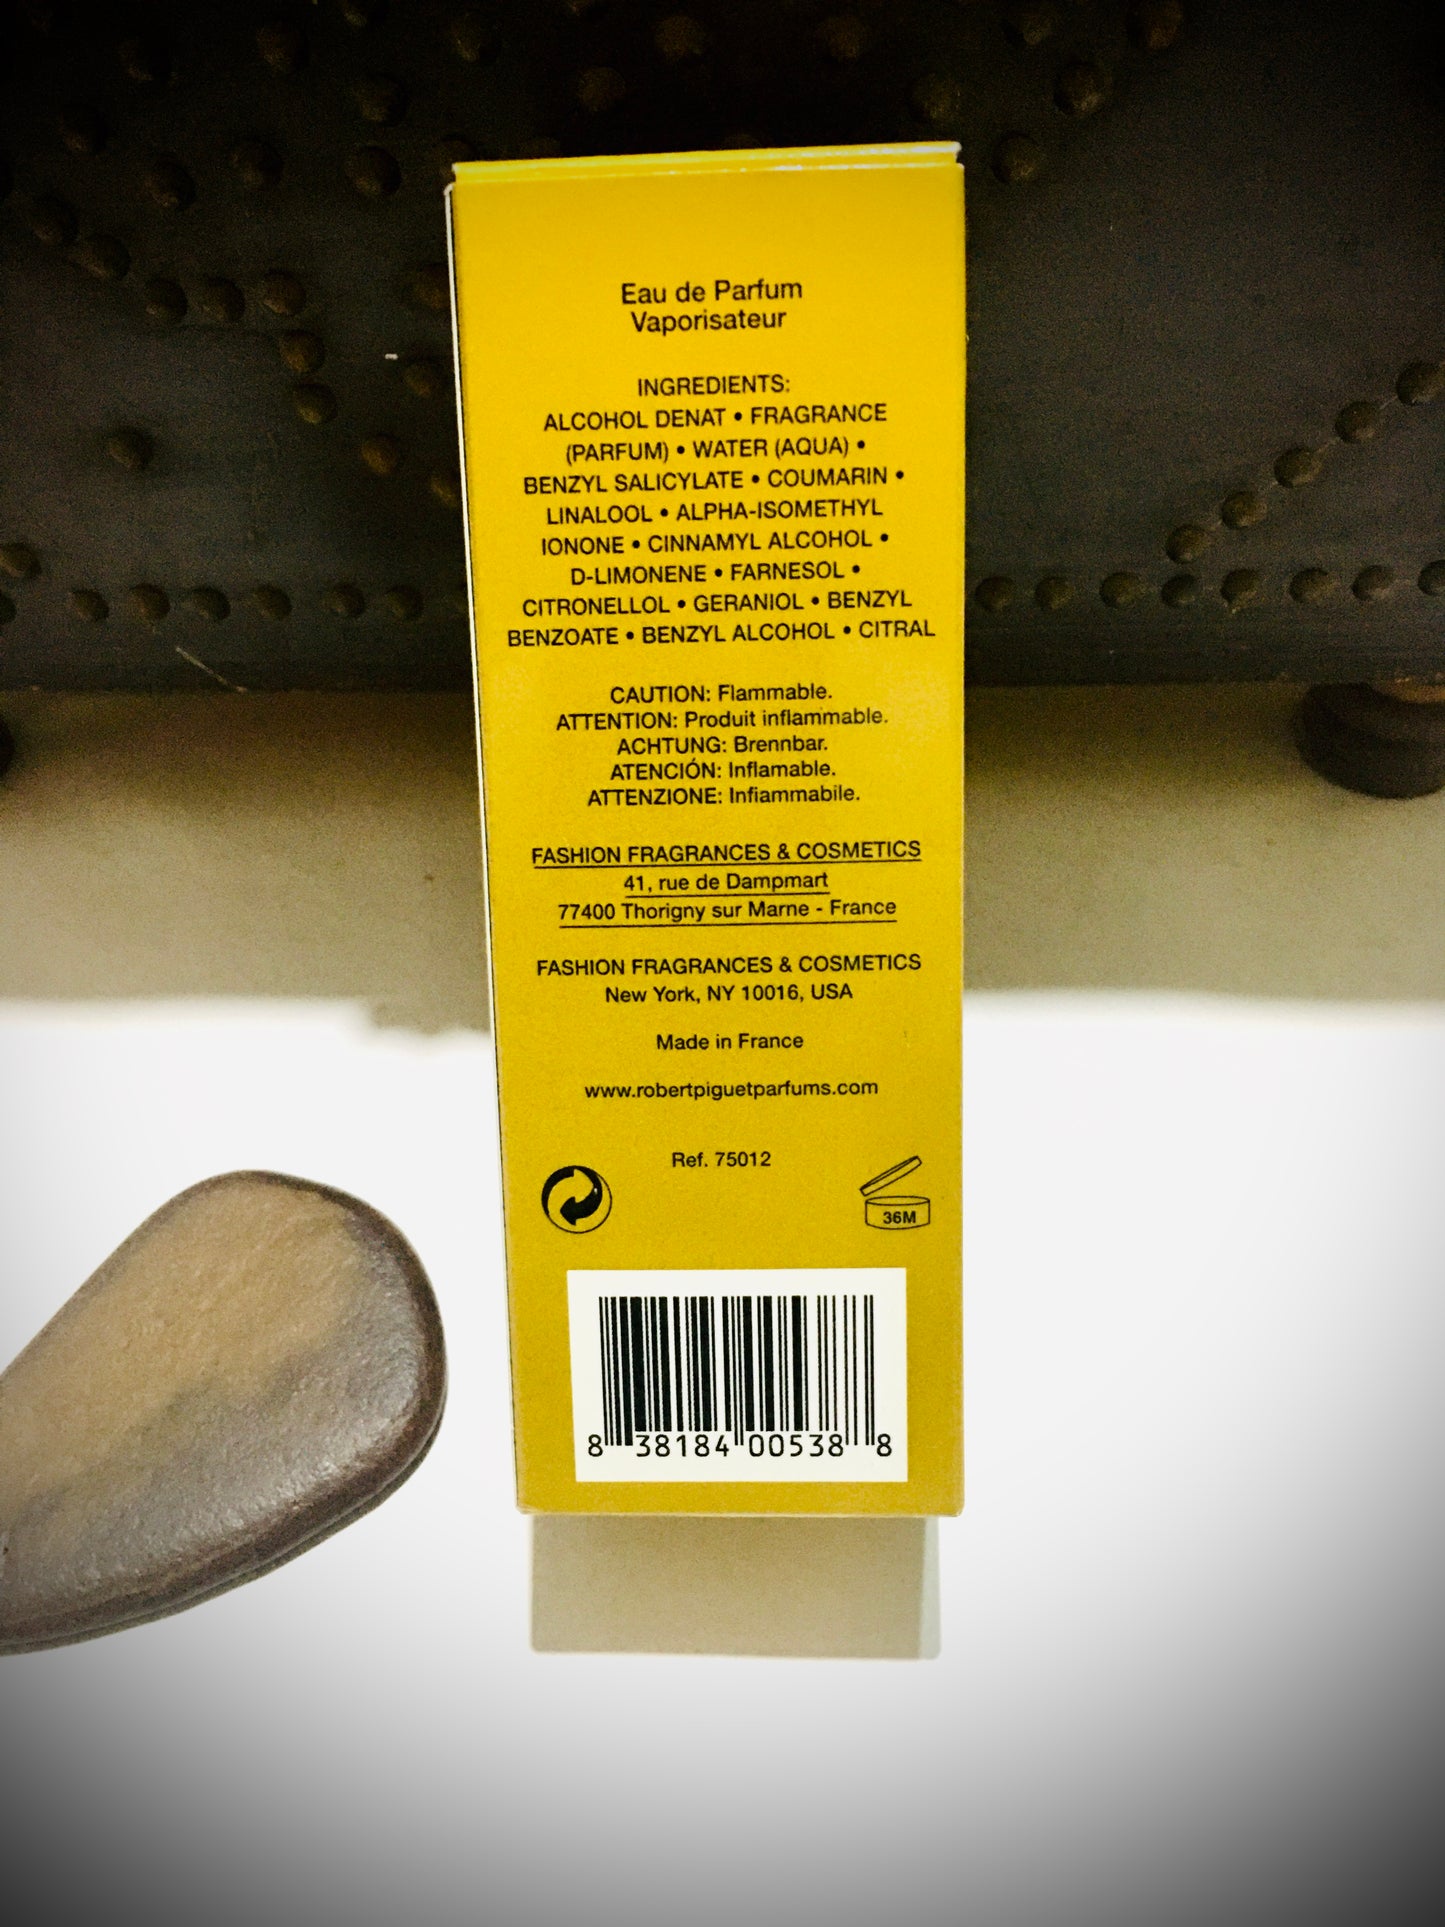 Eau de Parfum
Vaporisateur
INGREDIENTS:
ALCOHOL DENAT • FRAGRANCE
(PARFUM) • WATER (AQUA) •
BENZYL SALICYLATE • COUMARIN •
LINALOOL • ALPHA-ISOMETHYL
IONONE • CINNAMYL ALCOHOL •
D-LIMONENE • FARNESOL •
CITRONELLOL • GERANIOL • BENZYL
BENZOATE • BENZYL ALCOHOL • CITRAL
CAUTION: Flammable.
ATTENTION: Produit inflammable.
ACHTUNG: Brennbar.
ATENCIÓN: Inflamable.
ATTENZIONE: Infiammabile.
FASHION FRAGRANCES & COSMETICS
41, rue de Dampmart
77400 Thorigny sur Marne - France
FASHION FRAGRANCES & COSMETICS
New York, NY 10016, USA
Made in France
www.robertpiguetparfums.com
Ref. 75012
36M
8 38184 00538 8